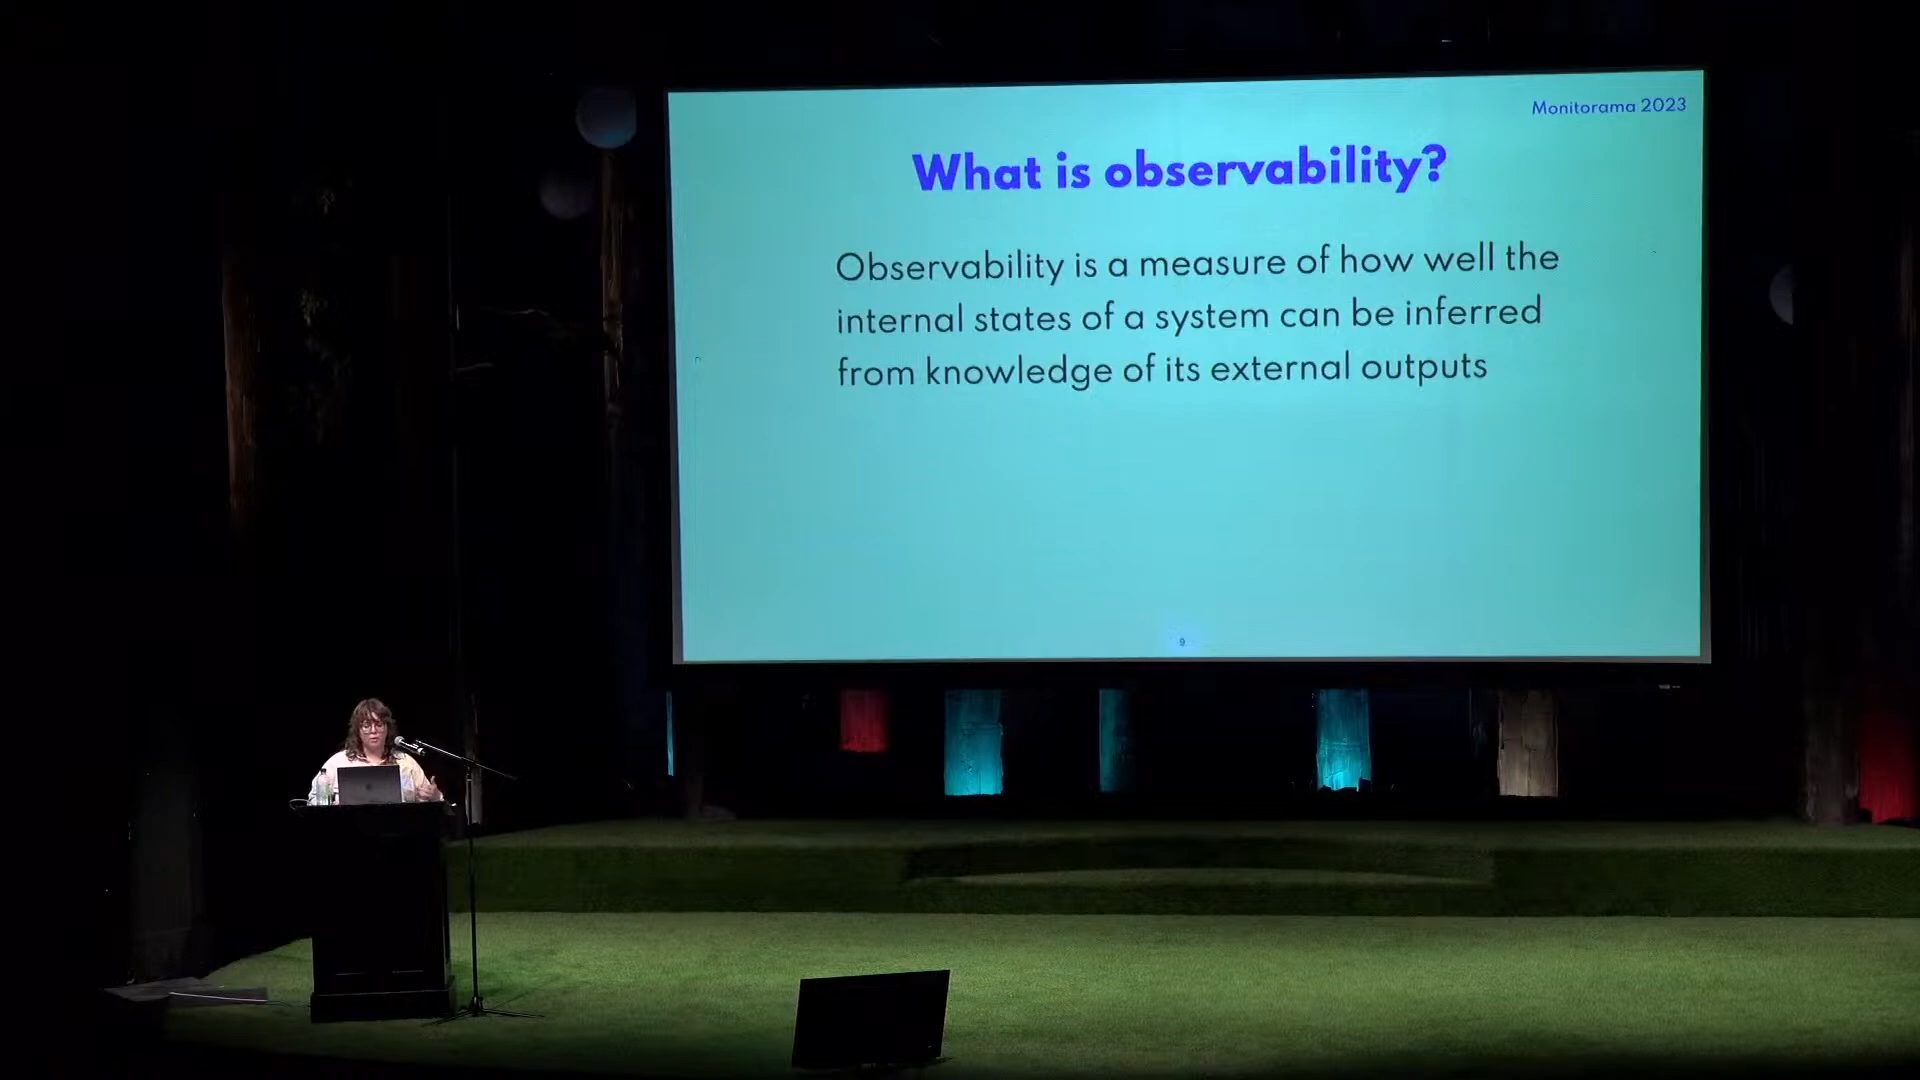 Monitorama 2023
What is observability?
Observability is a measure of how well the
internal states of a system can be inferred
from knowledge of its external outputs
9